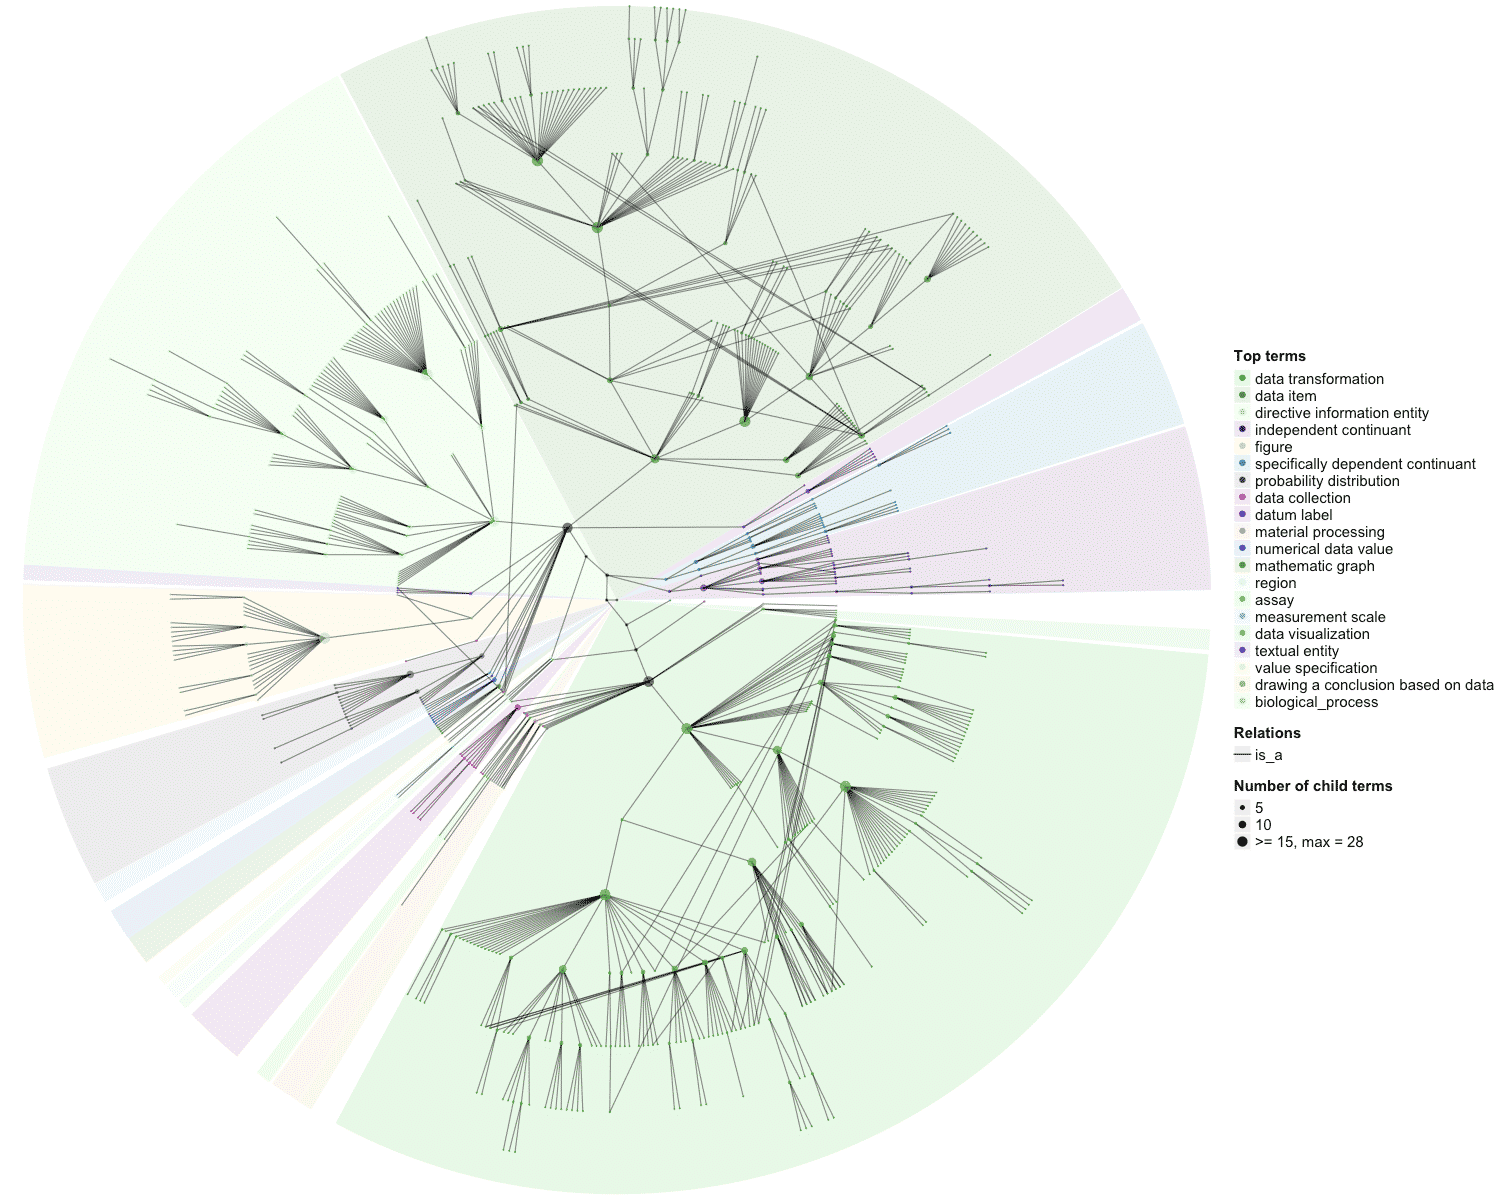 Top terms
data transformation
data item
directive information entity
independent continuant
figure
specifically dependent continuant
probability distribution
data collection
datum label
material processing
numerical data value
mathematic graph
region
assay
measurement scale
data visualization
textual entity
value specification
drawing a conclusion based on data
biological_process
Relations
is_a
Number of child terms
5
10
>= 15, max = 28